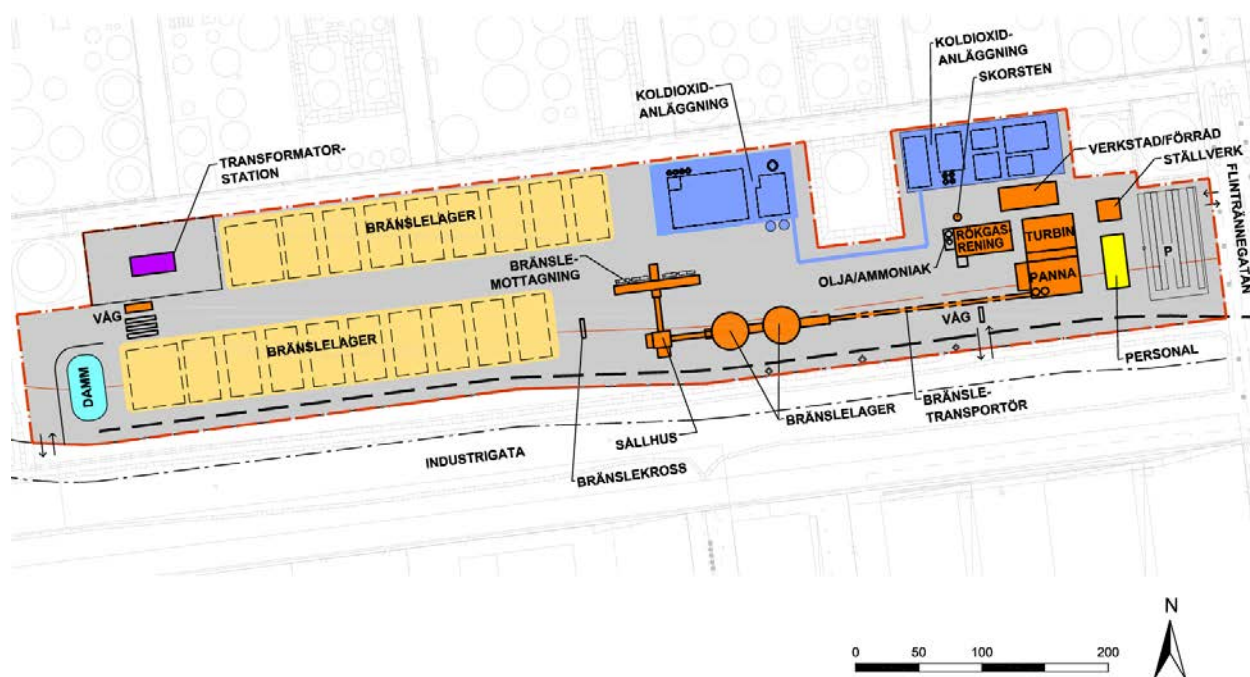 KOLDIOXID-
ANLÄGGNING
SKORSTEN
KOLDIOXID-
ANLÄGGNING
VERKSTAD/FÖRRÅD
STÄLLVERK
TRANSFORMATOR-
STATION
FLINTRÄNNEGATAN
BRÄNSLELAGER
RÖKGAS-
RENING
TURBIN
P
BRÄNSLE-
MOTTAGNING
OLJA/AMMONIAK
PANNA
VÅG
VÅG
BRÄNSLELAGER
PERSONAL
DAMM
BRÄNSLE-
TRANSPORTÖR
BRÄNSLELAGER
SÅLLHUS
INDUSTRIGATA
BRÄNSLEKROSS
N
0 50 100 200